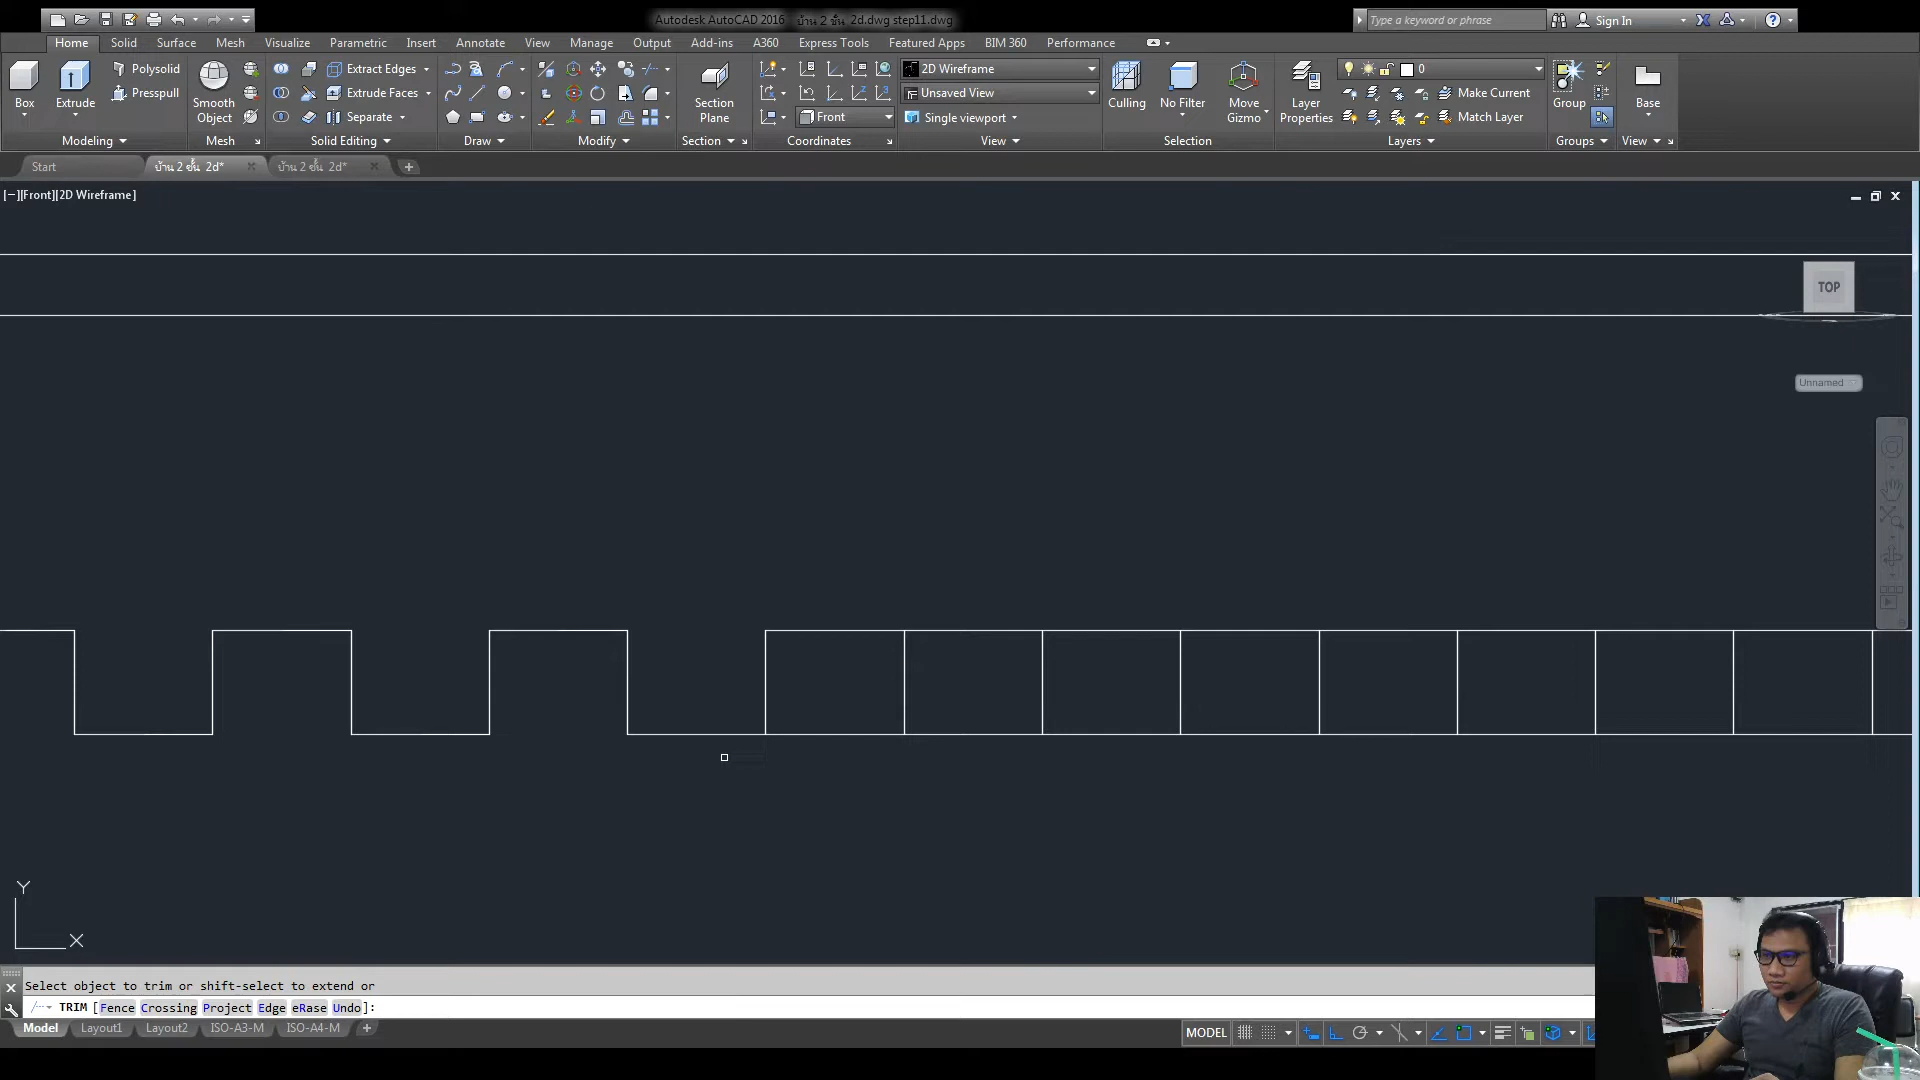 Autodesk AutoCAD 2016 บ้าน 2 ชั้น 2d.dwg step11.dwg
Type a keyword or phrase
Sign In
Home Solid Surface Mesh Visualize Parametric Insert Annotate View Manage Output Add-ins A360 Express Tools Featured Apps BIM 360 Performance
Polysolid Extract Edges 2D Wireframe 0
Presspull Extrude Faces Unsaved View Make Current
Box Extrude Smooth Object Section Plane Culling No Filter Move Gizmo Layer Properties Group Base
Separate Front Single viewport Match Layer
Modeling Mesh Solid Editing Draw Modify Section Coordinates View Selection Layers Groups View
Start บ้าน 2 ชั้น 2d* บ้าน 2 ชั้น 2d*
[−][Front][2D Wireframe]
TOP
Unnamed
Y
X
Select object to trim or shift-select to extend or
TRIM [Fence Crossing Project Edge eRase Undo]:
Model Layout1 Layout2 ISO-A3-M ISO-A4-M
MODEL